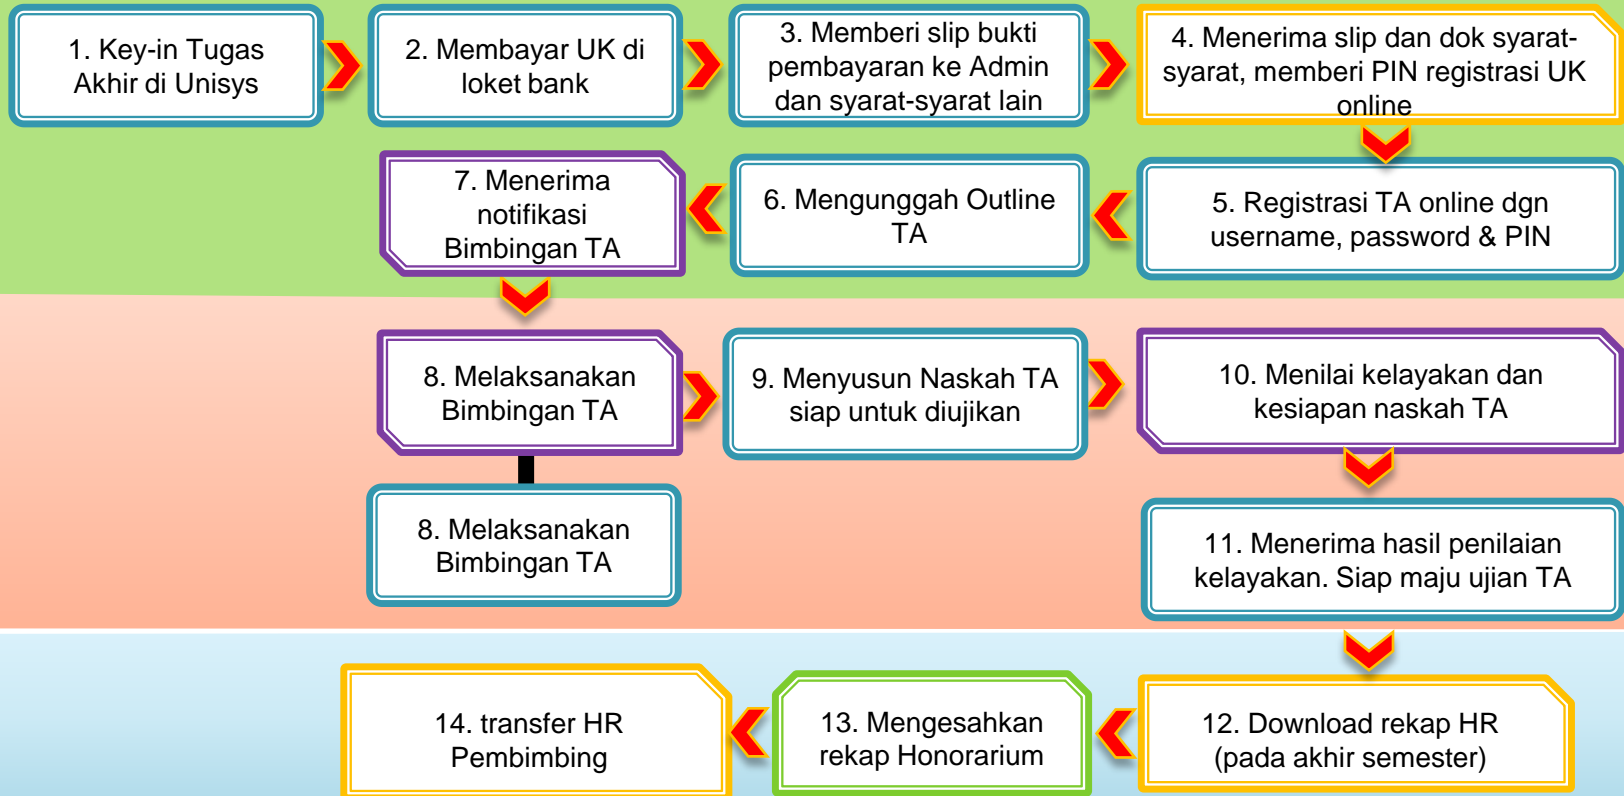 1. Key-in Tugas
Akhir di Unisys
2. Membayar UK di
loket bank
3. Memberi slip bukti
pembayaran ke Admin
dan syarat-syarat lain
4. Menerima slip dan dok syarat-
syarat, memberi PIN registrasi UK
online
5. Registrasi TA online dgn
username, password & PIN
6. Mengunggah Outline
TA
7. Menerima
notifikasi
Bimbingan TA
8. Melaksanakan
Bimbingan TA
8. Melaksanakan
Bimbingan TA
9. Menyusun Naskah TA
siap untuk diujikan
10. Menilai kelayakan dan
kesiapan naskah TA
11. Menerima hasil penilaian
kelayakan. Siap maju ujian TA
12. Download rekap HR
(pada akhir semester)
13. Mengesahkan
rekap Honorarium
14. transfer HR
Pembimbing